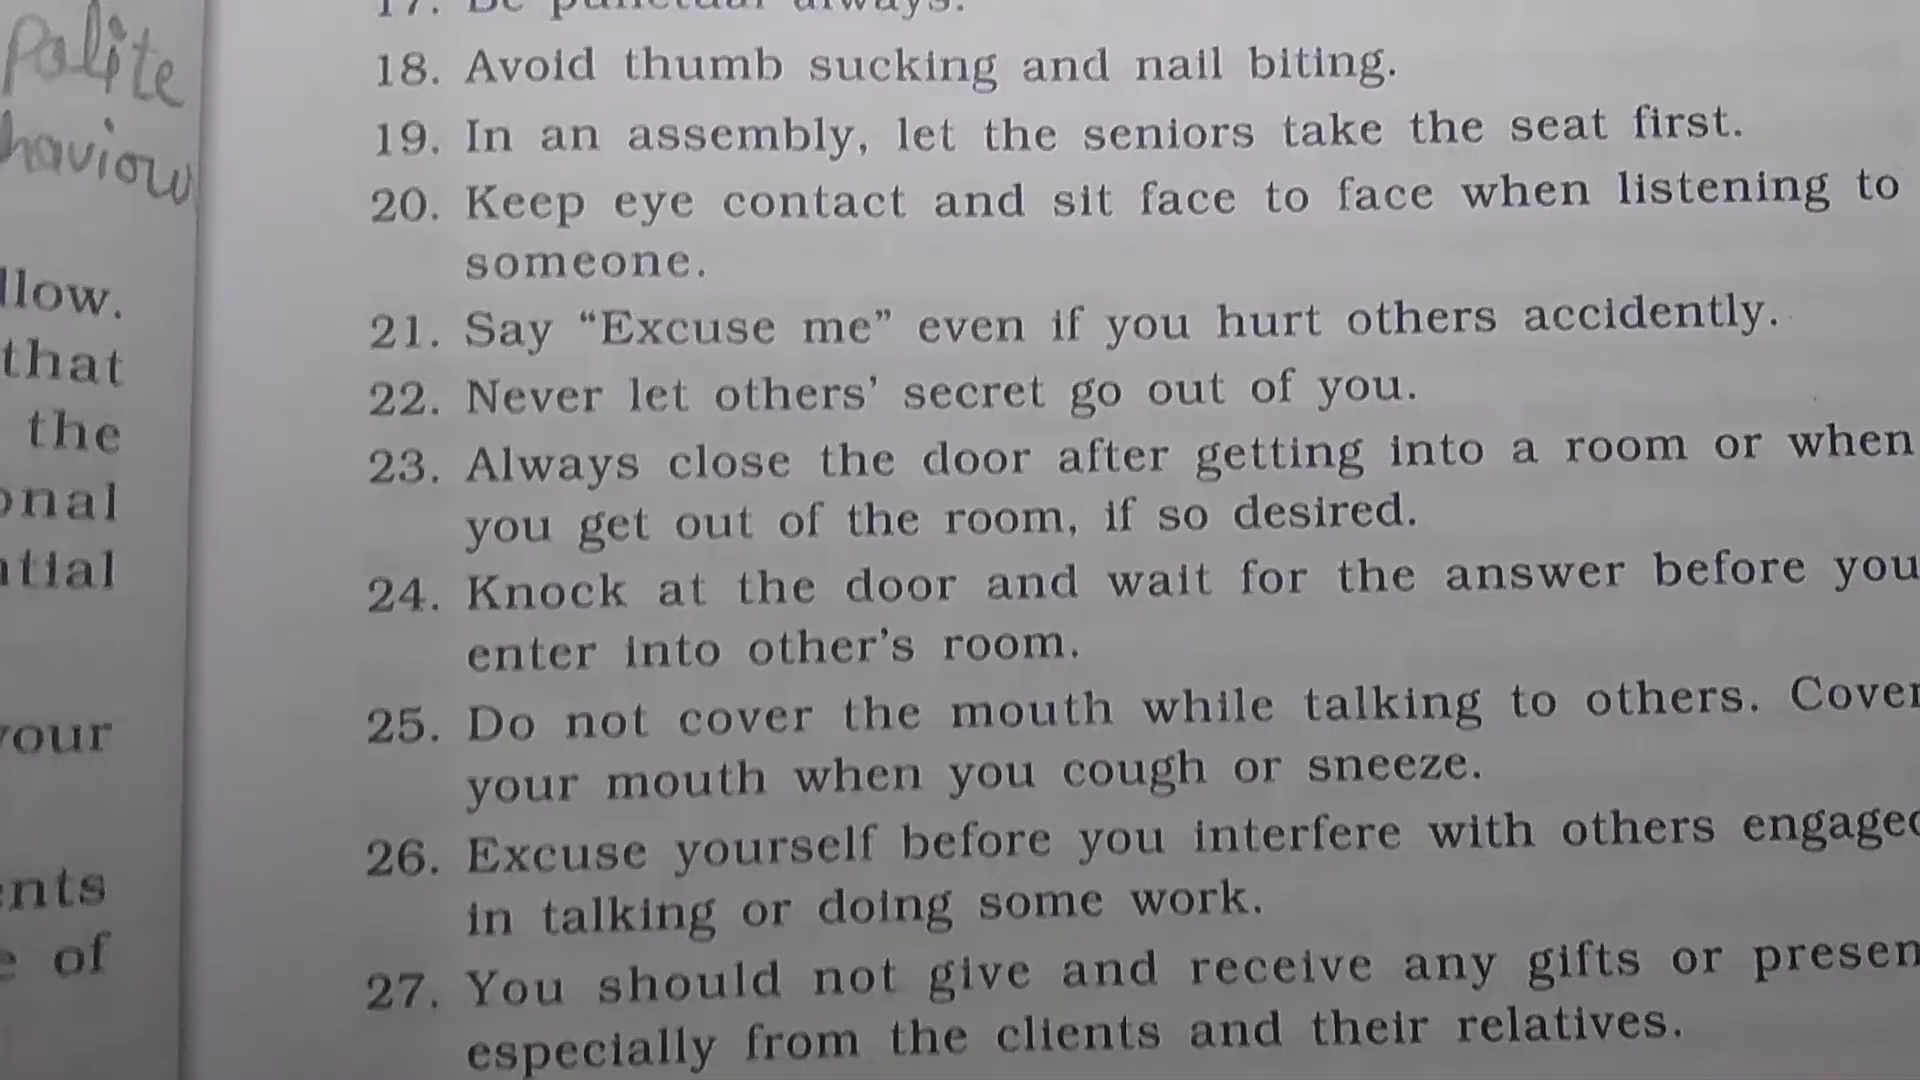 polite
haviour
llow.
that
the
onal
ntial
your
ents
e of
17. Be punctual always.
18. Avoid thumb sucking and nail biting.
19. In an assembly, let the seniors take the seat first.
20. Keep eye contact and sit face to face when listening to
someone.
21. Say “Excuse me” even if you hurt others accidently.
22. Never let others’ secret go out of you.
23. Always close the door after getting into a room or when
you get out of the room, if so desired.
24. Knock at the door and wait for the answer before you
enter into other’s room.
25. Do not cover the mouth while talking to others. Cover
your mouth when you cough or sneeze.
26. Excuse yourself before you interfere with others engaged
in talking or doing some work.
27. You should not give and receive any gifts or presen
especially from the clients and their relatives.